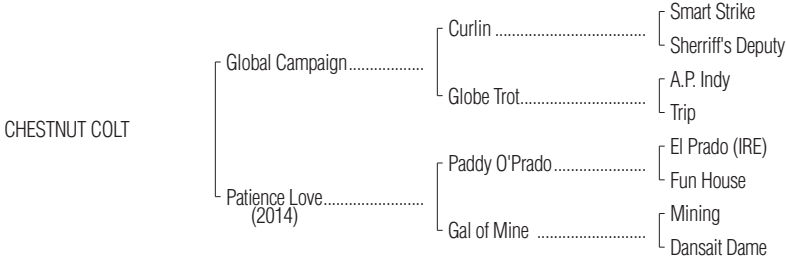 Smart Strike
Curlin ....................................
Sherriff's Deputy
Global Campaign..................
Globe Trot..............................
A.P. Indy
Trip
CHESTNUT COLT
Paddy O'Prado......................
El Prado (IRE)
Fun House
Patience Love........................
(2014)
Gal of Mine ..........................
Mining
Dansait Dame